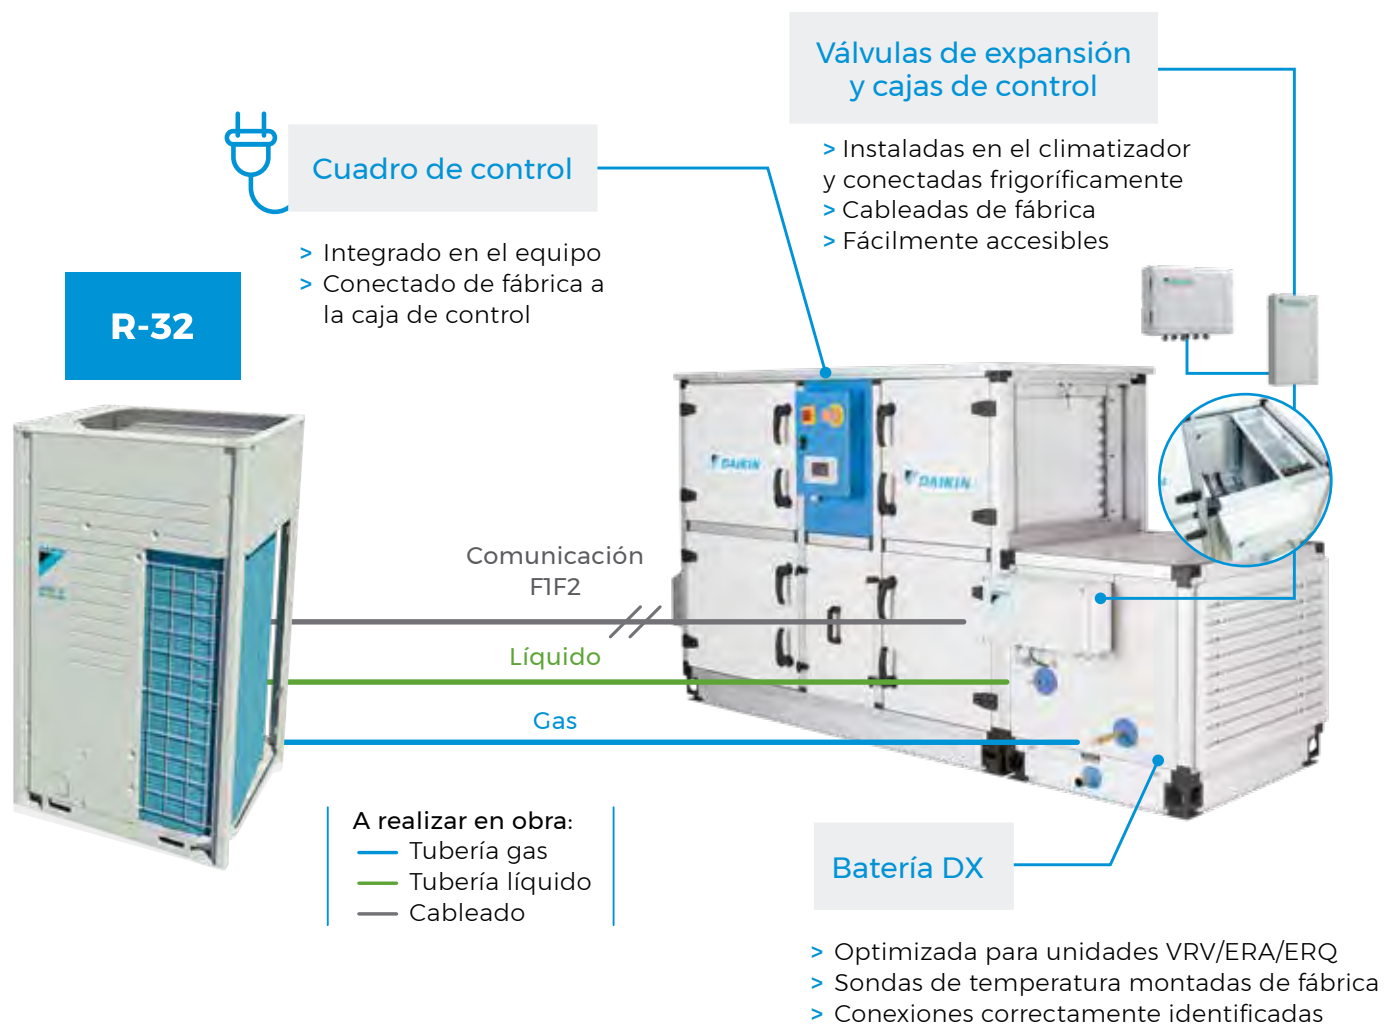 Válvulas de expansión
y cajas de control
> Instaladas en el climatizador
y conectadas frigoríficamente
> Cableadas de fábrica
> Fácilmente accesibles
Cuadro de control
> Integrado en el equipo
> Conectado de fábrica a
la caja de control
R-32
DAIKIN
DAIKIN
Comunicación
F1F2
Líquido
Gas
A realizar en obra:
Tubería gas
Tubería líquido
Cableado
Batería DX
> Optimizada para unidades VRV/ERA/ERQ
> Sondas de temperatura montadas de fábrica
> Conexiones correctamente identificadas